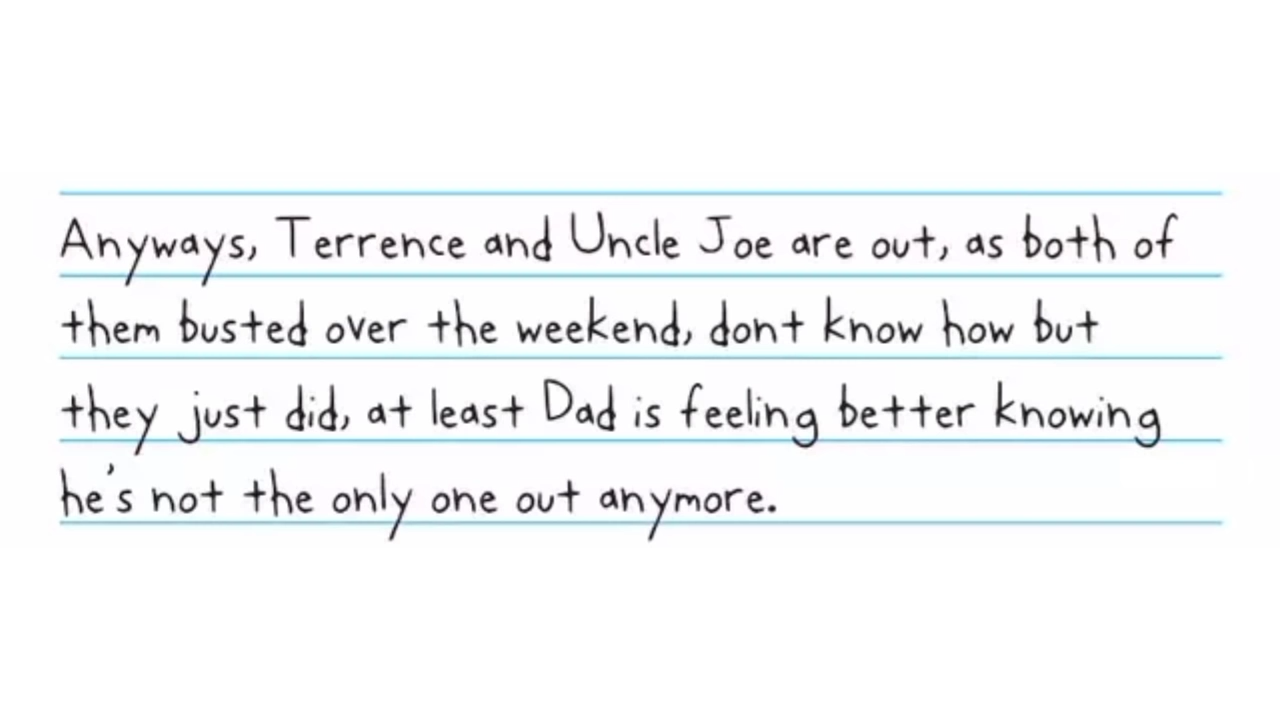 Anyways, Terrence and Uncle Joe are out, as both of
them busted over the weekend, dont know how but
they just did, at least Dad is feeling better knowing
he's not the only one out anymore.